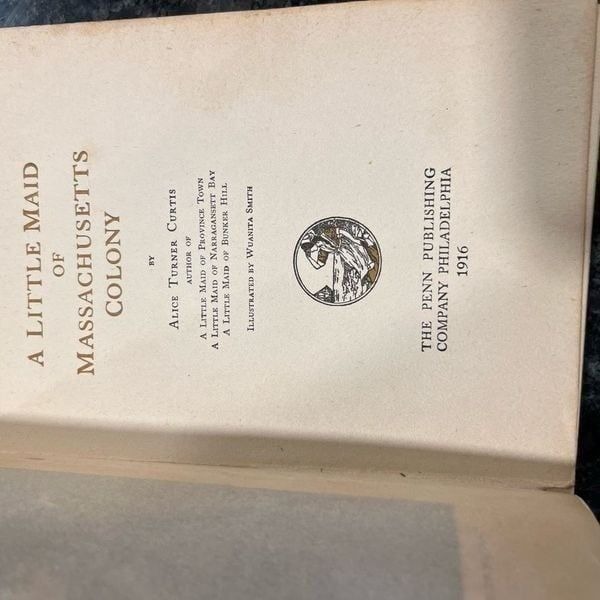 A LITTLE MAID
OF
MASSACHUSETTS
COLONY
BY
ALICE TURNER CURTIS
AUTHOR OF
A LITTLE MAID OF PROVINCE TOWN
A LITTLE MAID OF NARRAGANSETT BAY
A LITTLE MAID OF BUNKER HILL
ILLUSTRATED BY WUANITA SMITH
THE PENN PUBLISHING
COMPANY PHILADELPHIA
1916